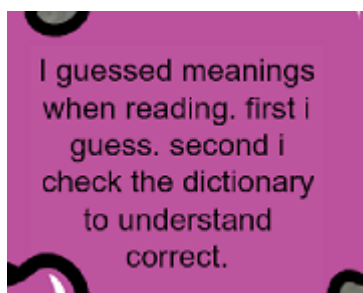 I guessed meanings
when reading. first i
guess. second i
check the dictionary
to understand
correct.